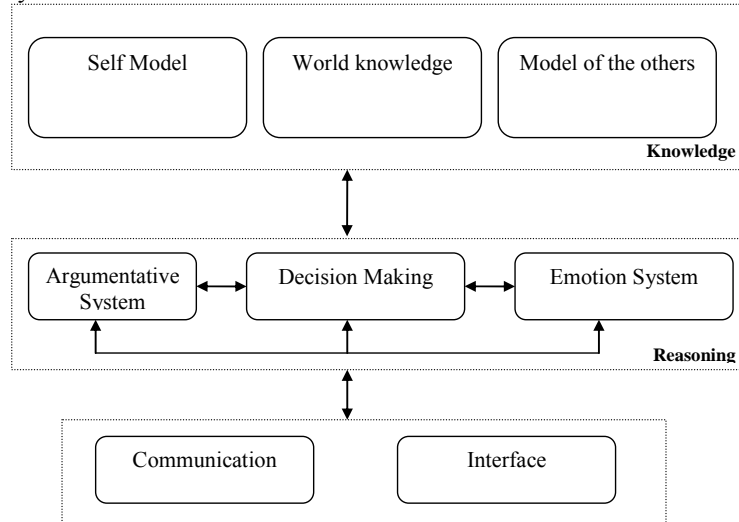 Self Model
World knowledge
Model of the others
Knowledge
Argumentative
System
Decision Making
Emotion System
Reasoning
Communication
Interface